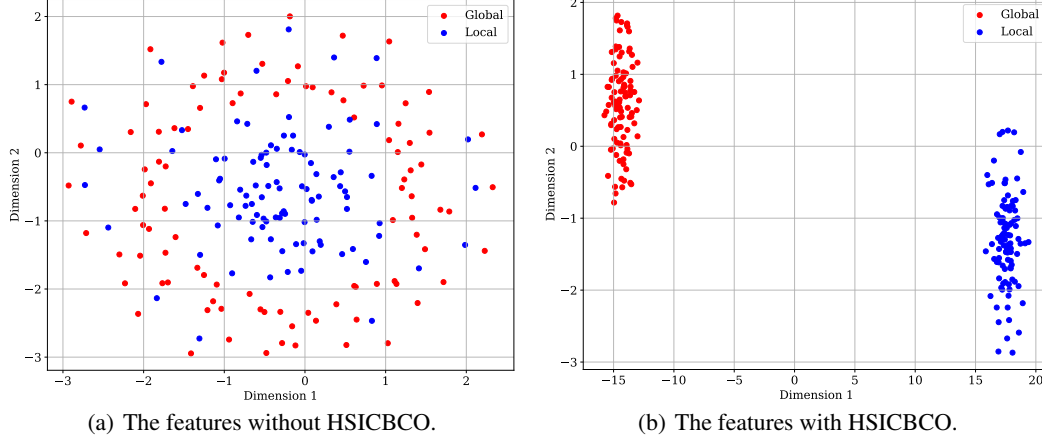 Global
Local
2
1
0
−1
−2
−3
Dimension 2
−3
−2
−1
0
1
2
Dimension 1
(a) The features without HSICBCO.
Global
Local
2
1
0
−1
−2
−3
Dimension 2
−15
−10
−5
0
5
10
15
20
Dimension 1
(b) The features with HSICBCO.